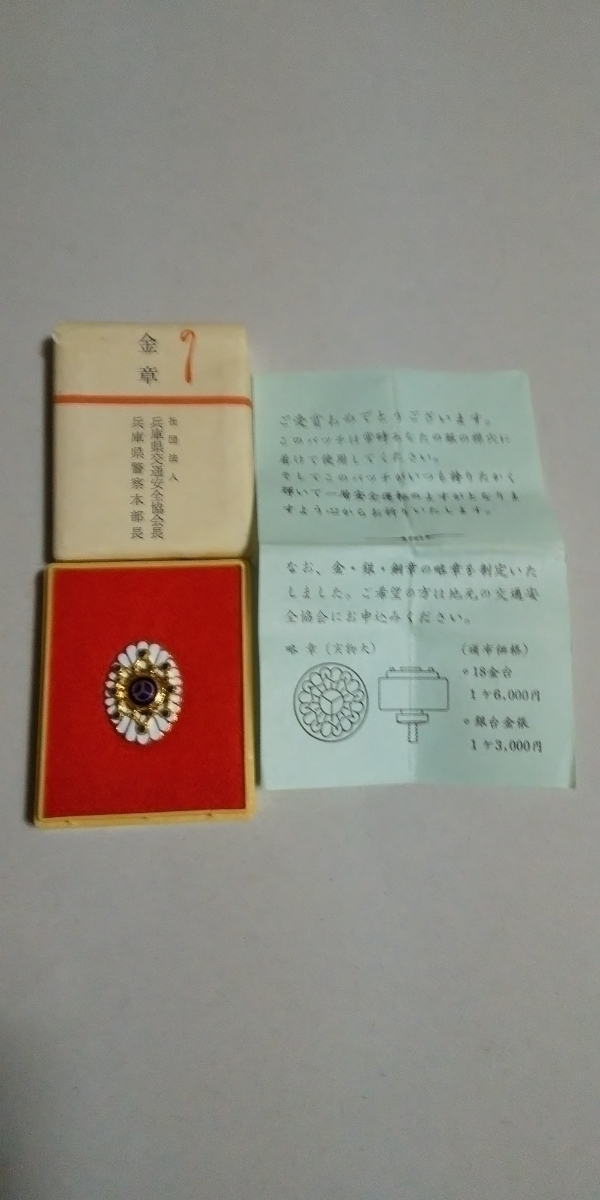 金章
社団法人
兵庫県交通安全協会長
兵庫県警察本部長
ご受賞おめでとうございます。
このバッヂは常時あなたの服の襟穴に
着けて使用してください。
そしてこのバッヂがいつも誇りたかく
輝いて一層安全運転のよすがとなりま
すよう心からお祈りいたします。
なお、金・銀・銅章の略章を制定いた
しました。ご希望の方は地元の交通安
全協会にお申込みください。
略章(実物大)
(頒布価格)
○18金台
1ヶ6,000円
○銀台金張
1ヶ3,000円